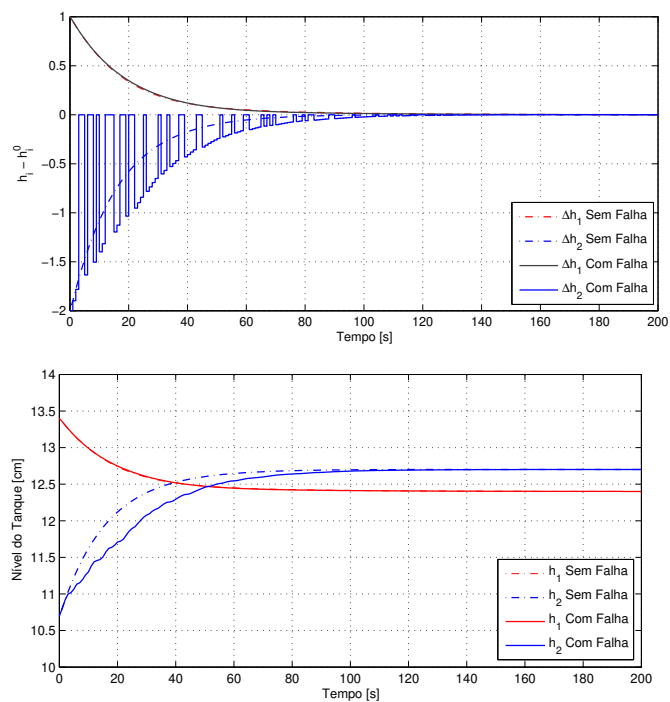 1
0.5
0
−0.5
−1
−1.5
−2
h_i − h_i^0
0 20 40 60 80 100 120 140 160 180 200
Tempo [s]
Δh_1 Sem Falha
Δh_2 Sem Falha
Δh_1 Com Falha
Δh_2 Com Falha
14
13.5
13
12.5
12
11.5
11
10.5
10
Nível do Tanque [cm]
0 20 40 60 80 100 120 140 160 180 200
Tempo [s]
h_1 Sem Falha
h_2 Sem Falha
h_1 Com Falha
h_2 Com Falha